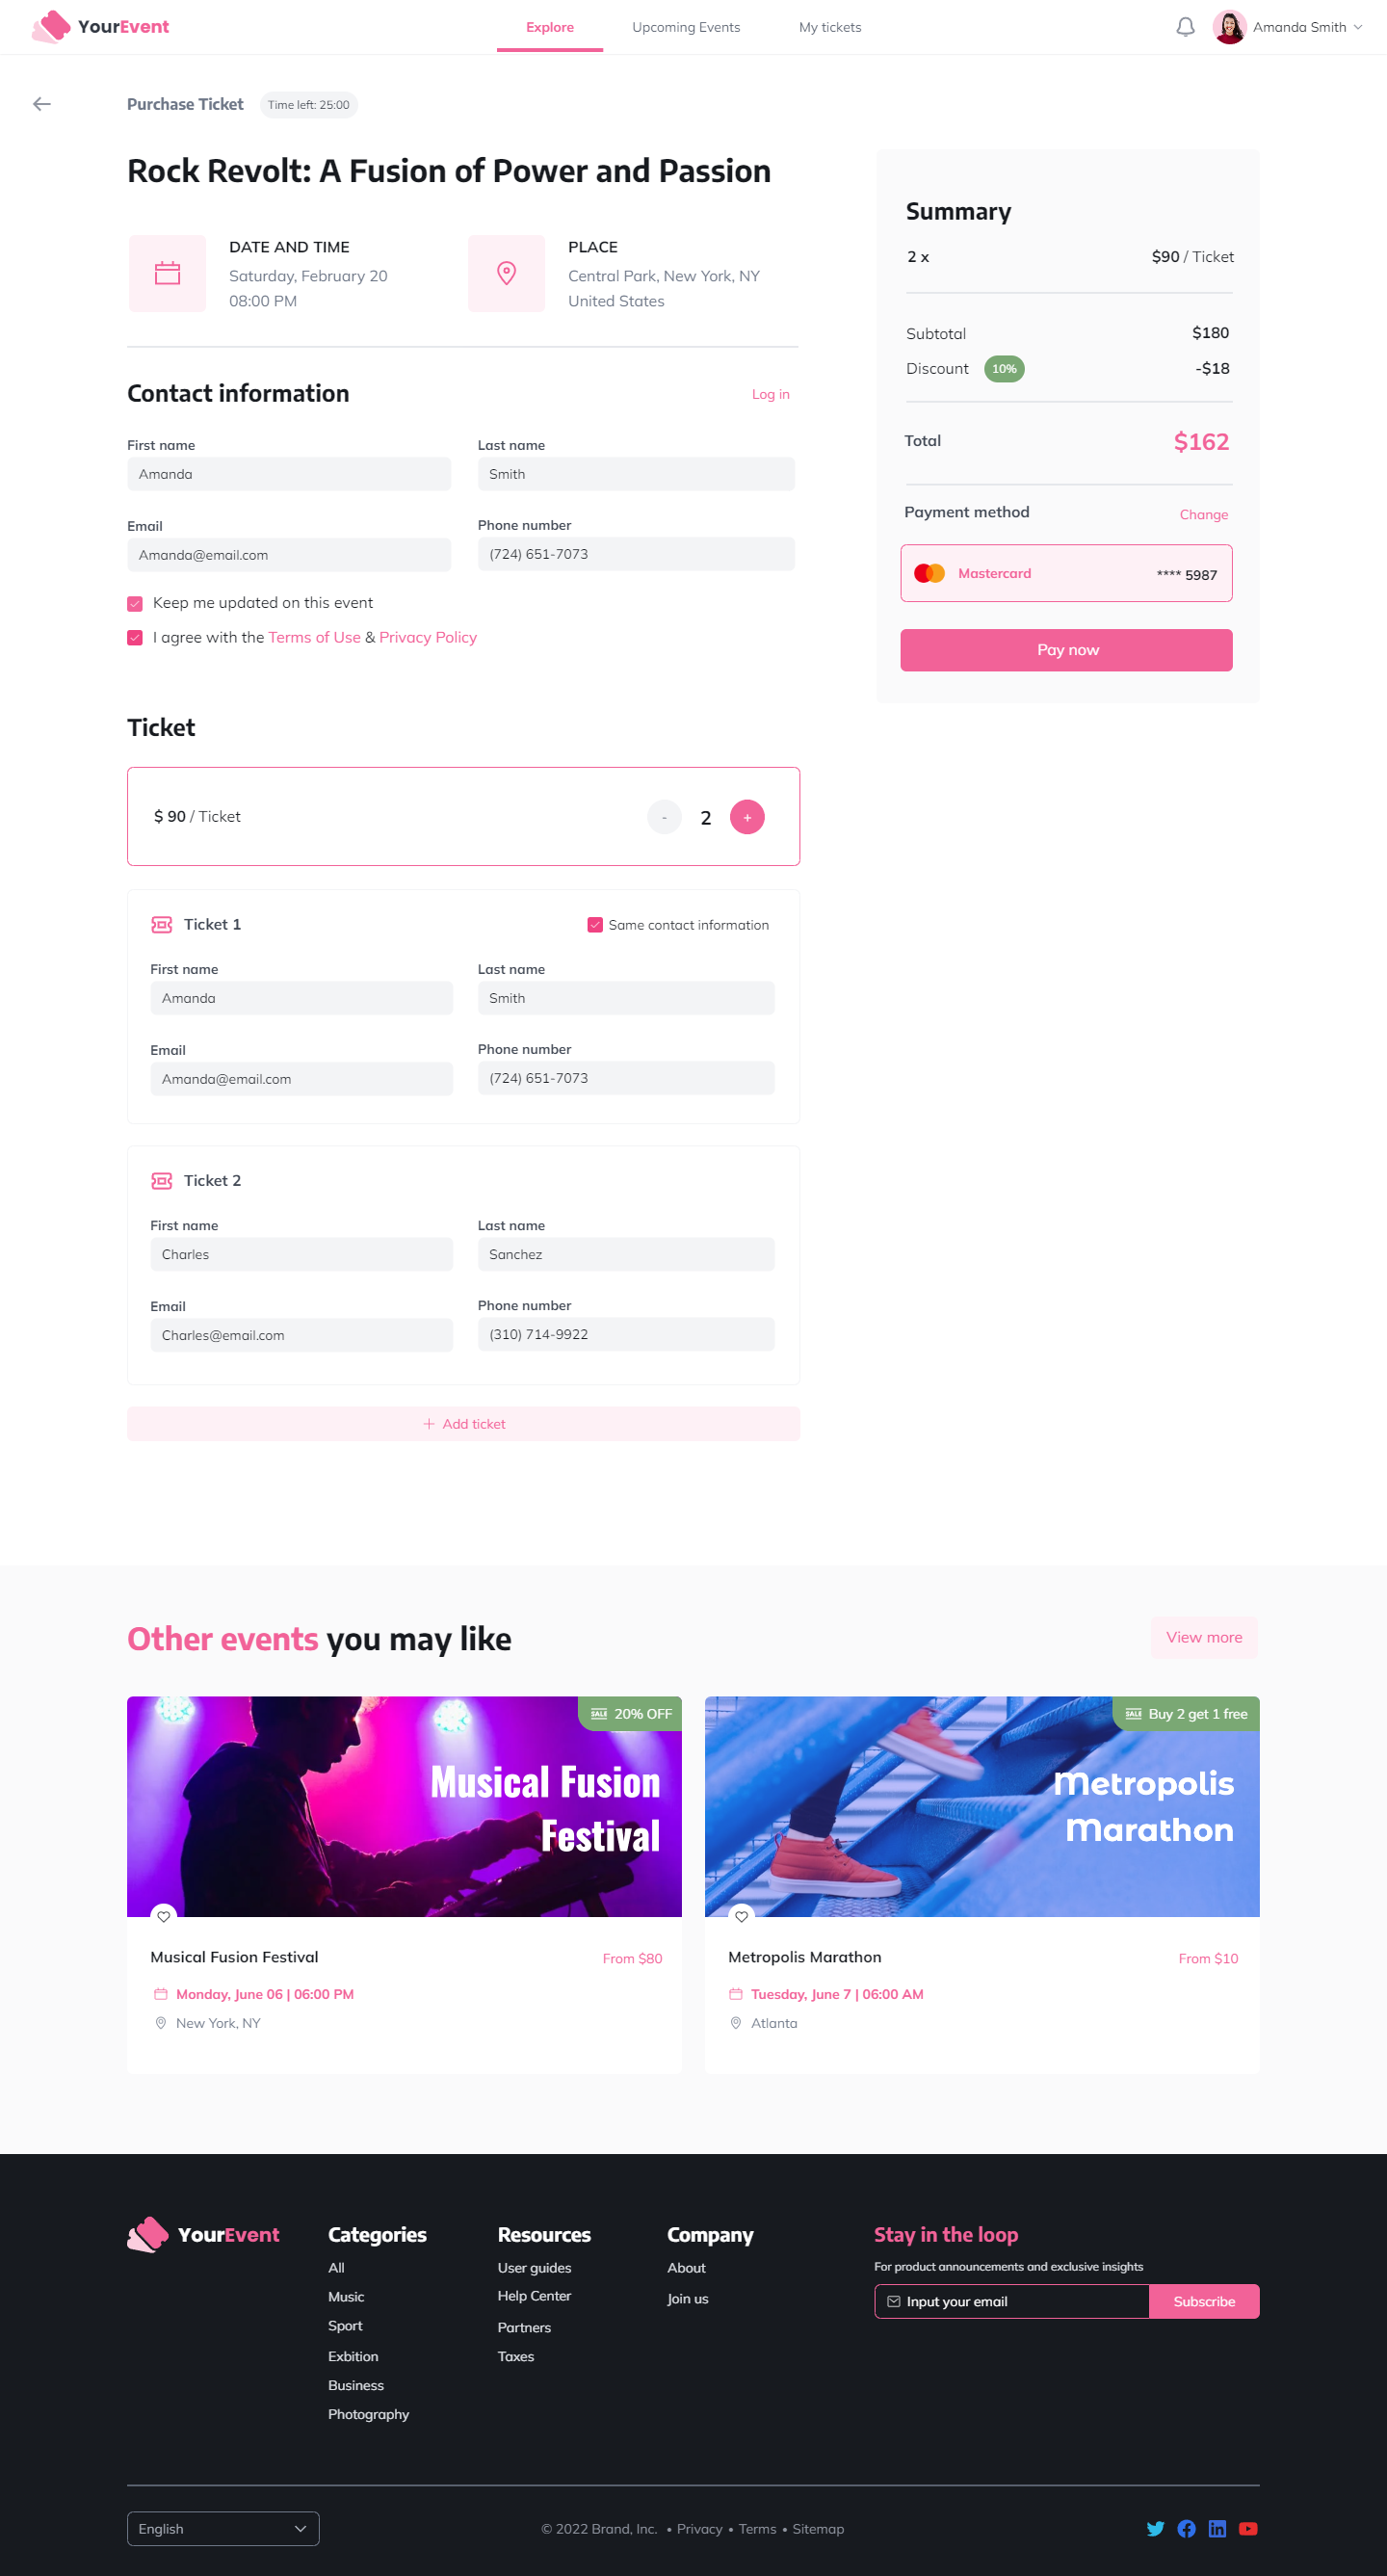 YourEvent
Explore
Upcoming Events
My tickets
Amanda Smith
Purchase Ticket
Time left: 25:00
Rock Revolt: A Fusion of Power and Passion
DATE AND TIME
Saturday, February 20
08:00 PM
PLACE
Central Park, New York, NY
United States
Contact information
Log in
First name
Amanda
Last name
Smith
Email
Amanda@email.com
Phone number
(724) 651-7073
Keep me updated on this event
I agree with the Terms of Use & Privacy Policy
Summary
2 x
$90 / Ticket
Subtotal
$180
Discount
10%
-$18
Total
$162
Payment method
Change
Mastercard
**** 5987
Pay now
Ticket
$ 90 / Ticket
-
2
+
Ticket 1
Same contact information
First name
Amanda
Last name
Smith
Email
Amanda@email.com
Phone number
(724) 651-7073
Ticket 2
First name
Charles
Last name
Sanchez
Email
Charles@email.com
Phone number
(310) 714-9922
+ Add ticket
Other events you may like
View more
SALE 20% OFF
Musical Fusion
Festival
Musical Fusion Festival
From $80
Monday, June 06 | 06:00 PM
New York, NY
SALE Buy 2 get 1 free
Metropolis
Marathon
Metropolis Marathon
From $10
Tuesday, June 7 | 06:00 AM
Atlanta
YourEvent
Categories
All
Music
Sport
Exbition
Business
Photography
Resources
User guides
Help Center
Partners
Taxes
Company
About
Join us
Stay in the loop
For product announcements and exclusive insights
Input your email
Subscribe
English
© 2022 Brand, Inc. • Privacy • Terms • Sitemap